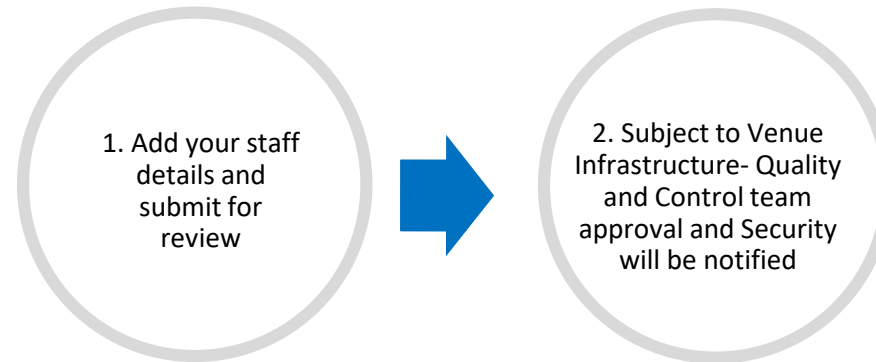 1. Add your staff
details and
submit for
review
2. Subject to Venue
Infrastructure- Quality
and Control team
approval and Security
will be notified